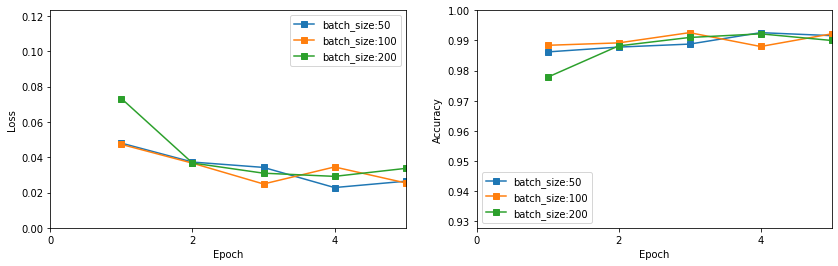 0.12
0.10
0.08
0.06
0.04
0.02
0.00
Loss
0
2
4
Epoch
batch_size:50
batch_size:100
batch_size:200
1.00
0.99
0.98
0.97
0.96
0.95
0.94
0.93
Accuracy
0
2
4
Epoch
batch_size:50
batch_size:100
batch_size:200